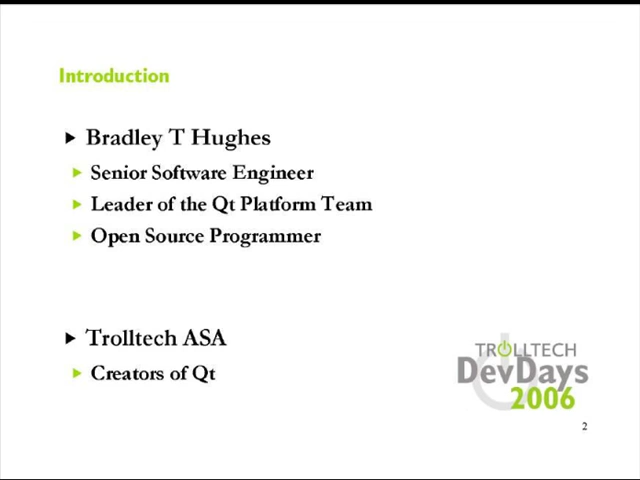 Introduction
Bradley T Hughes
Senior Software Engineer
Leader of the Qt Platform Team
Open Source Programmer
Trolltech ASA
Creators of Qt
TROLLTECH
DevDays
2006
2